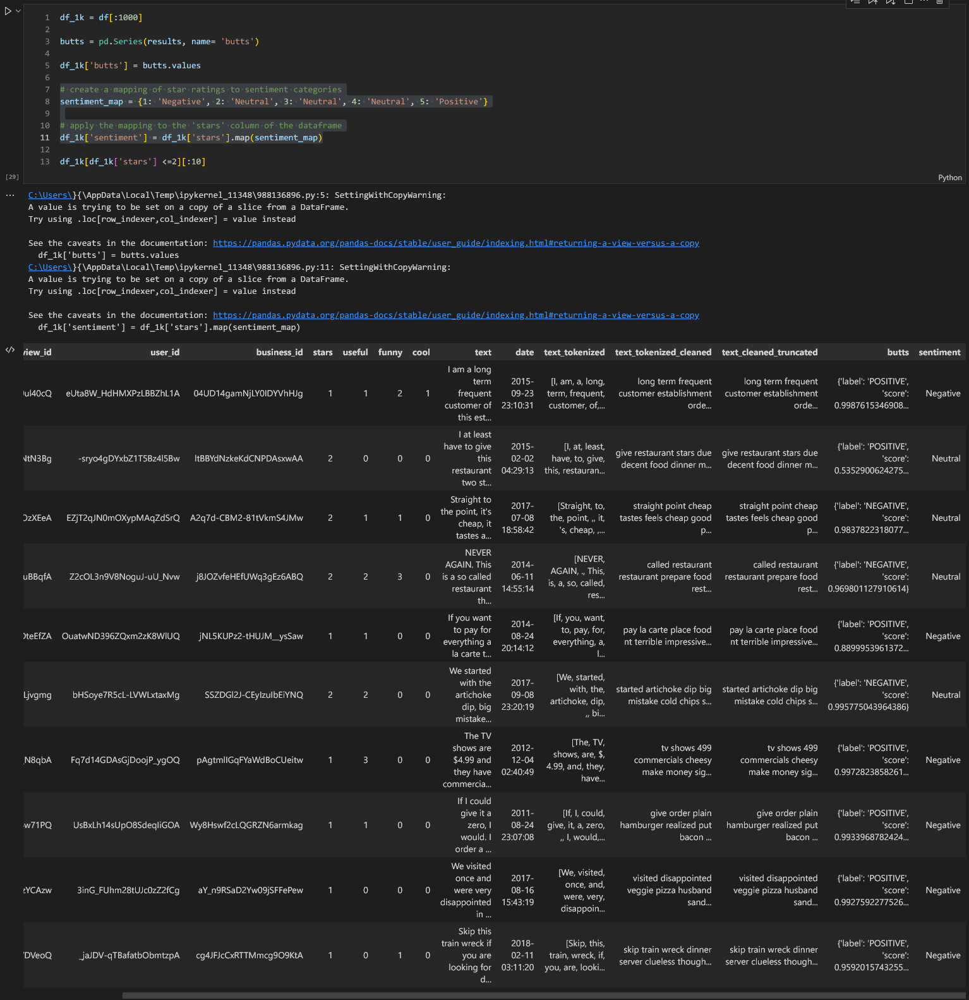 1 df_1k = df[:1000]
2
3 butts = pd.Series(results, name= 'butts')
4
5 df_1k['butts'] = butts.values
6
7 # create a mapping of star ratings to sentiment categories
8 sentiment_map = {1: 'Negative', 2: 'Neutral', 3: 'Neutral', 4: 'Neutral', 5: 'Positive'}
9
10 # apply the mapping to the 'stars' column of the dataframe
11 df_1k['sentiment'] = df_1k['stars'].map(sentiment_map)
12
13 df_1k[df_1k['stars'] <=2][:10]
[29]
Python
C:\Users\}{\AppData\Local\Temp\ipykernel_11348\988136896.py:5: SettingWithCopyWarning:
A value is trying to be set on a copy of a slice from a DataFrame.
Try using .loc[row_indexer,col_indexer] = value instead
See the caveats in the documentation: https://pandas.pydata.org/pandas-docs/stable/user_guide/indexing.html#returning-a-view-versus-a-copy
df_1k['butts'] = butts.values
C:\Users\}{\AppData\Local\Temp\ipykernel_11348\988136896.py:11: SettingWithCopyWarning:
A value is trying to be set on a copy of a slice from a DataFrame.
Try using .loc[row_indexer,col_indexer] = value instead
See the caveats in the documentation: https://pandas.pydata.org/pandas-docs/stable/user_guide/indexing.html#returning-a-view-versus-a-copy
df_1k['sentiment'] = df_1k['stars'].map(sentiment_map)
view_id user_id business_id stars useful funny cool text date text_tokenized text_tokenized_cleaned text_cleaned_truncated butts sentiment
I am a long
term 2015- [I, am, a, long, long term frequent long term frequent {'label': 'POSITIVE',
ul40cQ eUta8W_HdHMXPzLBBZhL1A 04UD14gamNjLY0IDYVhHJg 1 1 2 1 frequent 09-23 term, frequent, customer establishment customer establishment 'score': Negative
customer of 23:10:31 customer, of,... orde... orde... 0.9987615346908...
this est...
I at least
have to give 2015- [I, at, least, give restaurant stars due give restaurant stars due {'label': 'POSITIVE',
NtN3Bg -sryo4gDYxbZ1T5Bz4l5Bw ltBBYdNzkeKdCNPDAsxwAA 2 0 0 0 this 02-02 have, to, give, decent food dinner m... decent food dinner m... 'score': Neutral
restaurant 04:29:13 this, restauran... 0.5352900624275...
two st...
Straight to
the point, it's 2017- [Straight, to, straight point cheap straight point cheap {'label': 'NEGATIVE',
OzXEeA EZjT2qJN0mOXypMAqZdSrQ A2q7d-CBM2-81tVkmS4JMw 2 1 1 0 cheap, it 07-08 the, point, ,, it, tastes feels cheap good tastes feels cheap good 'score': Neutral
tastes a... 18:58:42 's, cheap, ,... p... p... 0.9837822318077...
NEVER
AGAIN. This 2014- [NEVER, AGAIN, ., This, called restaurant called restaurant {'label': 'NEGATIVE',
uBBqfA Z2cOL3n9V8NoguJ-uU_Nvw j8JOZvfeHEfUWq3gEz6ABQ 2 2 3 0 is a so called 06-11 is, a, so, called, restaurant prepare food restaurant prepare food 'score': Neutral
restaurant 14:55:14 res... rest... rest... 0.969801127910614}
th...
If you want
to pay for 2014- [If, you, want, pay la carte place food pay la carte place food {'label': 'POSITIVE',
OteEfZA OuatwND396ZQxm2zK8WlUQ jNL5KUPz2-tHUJM__ysSaw 1 1 0 0 everything a 08-24 to, pay, for, everything, a, nt terrible impressive... nt terrible impressive... 'score': Negative
la carte t... 20:14:12 l... 0.8899953961372...
We started
with the 2017- [We, started, with, the, started artichoke dip big started artichoke dip big {'label': 'NEGATIVE',
Ljvgmg bHSoye7R5cL-LVWLxtaxMg SSZDGl2J-CEyIzuIbEiYNQ 2 2 0 0 artichoke 09-08 artichoke, dip, mistake cold chips s... mistake cold chips s... 'score': Neutral
dip, big 23:20:19 ,, bi... 0.995775043964386}
mistake...
The TV
shows are 2012- [The, TV, shows, are, $, tv shows 499 tv shows 499 {'label': 'POSITIVE',
_N8qbA Fq7d14GDAsGjDoojP_ygOQ pAgtmlIGqFYaWdBoCUeitw 1 3 0 0 $4.99 and 12-04 4.99, and, they, commercials cheesy commercials cheesy 'score': Negative
they have 02:40:49 have... make money sig... make money sig... 0.9972823858261...
commercia...
If I could
give it a 2011- [If, I, could, give order plain give order plain {'label': 'POSITIVE',
w71PQ UsBxLh14sUpO8SdeqIiGOA Wy8Hswf2cLQGRZN6armkag 1 1 0 0 zero, I 08-24 give, it, a, zero, hamburger realized put hamburger realized put 'score': Negative
would. I 23:07:08 ,, I, would,... bacon ... bacon ... 0.9933968782424...
order a ...
We visited
once and 2017- [We, visited, once, and, visited disappointed visited disappointed {'label': 'POSITIVE',
zYCAzw 3inG_FUhm28tUJc0zZ2fCg aY_n9RSaD2Yw09jSFFePew 1 0 0 0 were very 08-16 were, very, veggie pizza husband veggie pizza husband 'score': Negative
disappointed 15:43:19 disappoin... sand... sand... 0.9927592277526...
in ...
Skip this
train wreck if 2018- [Skip, this, skip train wreck dinner skip train wreck dinner {'label': 'POSITIVE',
DVeoQ _jaJDV-qTBafatbObmtzpA cg4JFJcCxRTTMmcg9O9KtA 1 0 1 0 you are 02-11 train, wreck, if, server clueless though... server clueless though... 'score': Negative
looking for 03:11:20 you, are, looki... 0.9592015743255...
d...